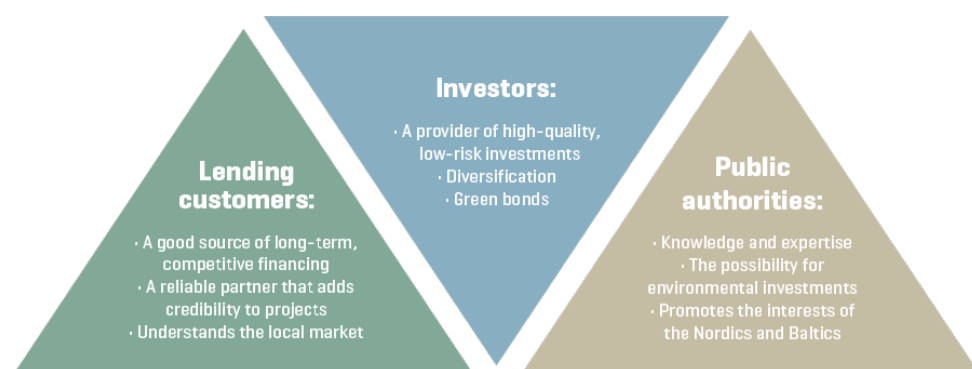 Lending
customers:
· A good source of long-term,
competitive financing
· A reliable partner that adds
credibility to projects
· Understands the local market
Investors:
· A provider of high-quality,
low-risk investments
· Diversification
· Green bonds
Public
authorities:
· Knowledge and expertise
· The possibility for
environmental investments
· Promotes the interests of
the Nordics and Baltics